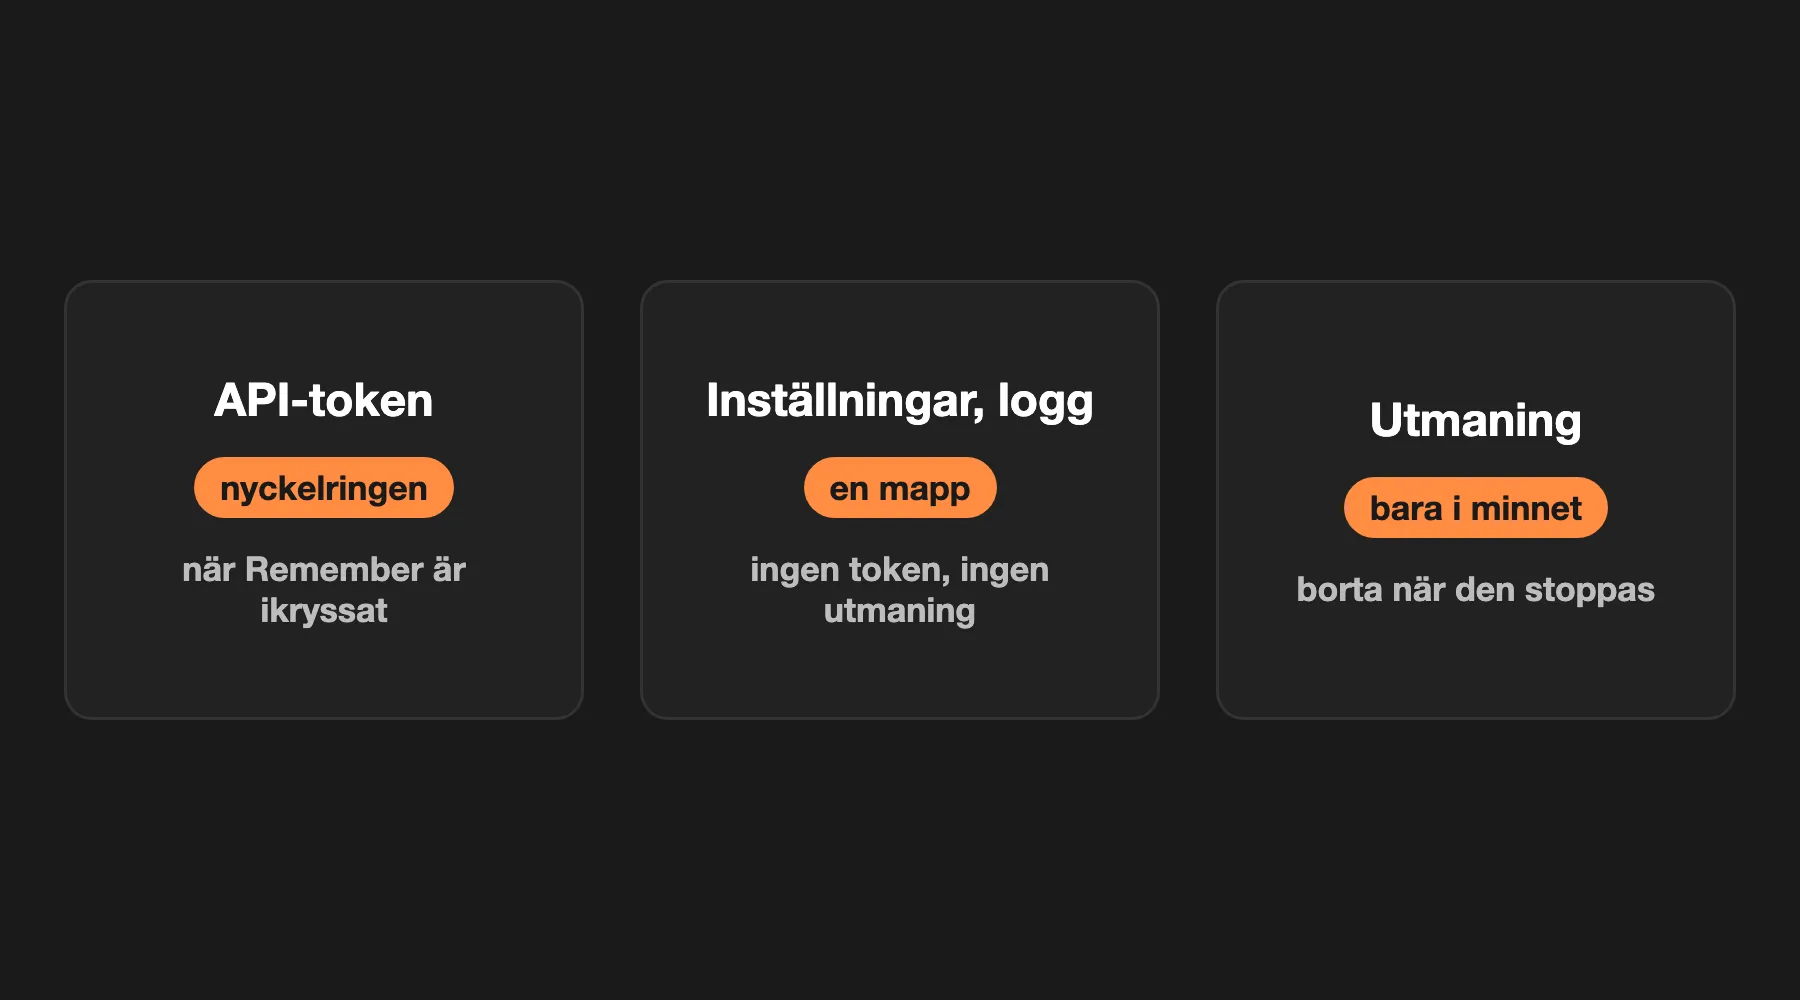 API-token
nyckelringen
när Remember är
ikryssat
Inställningar, logg
en mapp
ingen token, ingen
utmaning
Utmaning
bara i minnet
borta när den stoppas